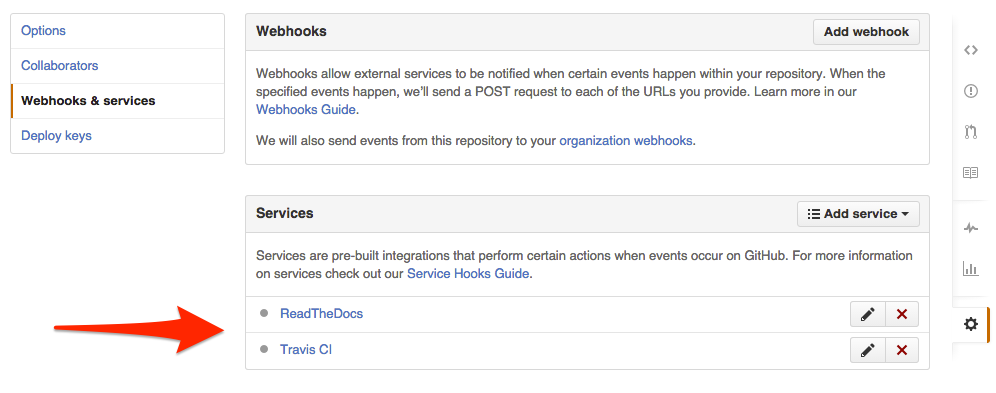 Options
Collaborators
Webhooks & services
Deploy keys
Webhooks
Add webhook
Webhooks allow external services to be notified when certain events happen within your repository. When the
specified events happen, we'll send a POST request to each of the URLs you provide. Learn more in our
Webhooks Guide.
We will also send events from this repository to your organization webhooks.
Services
Add service
Services are pre-built integrations that perform certain actions when events occur on GitHub. For more information
on services check out our Service Hooks Guide.
ReadTheDocs
Travis CI